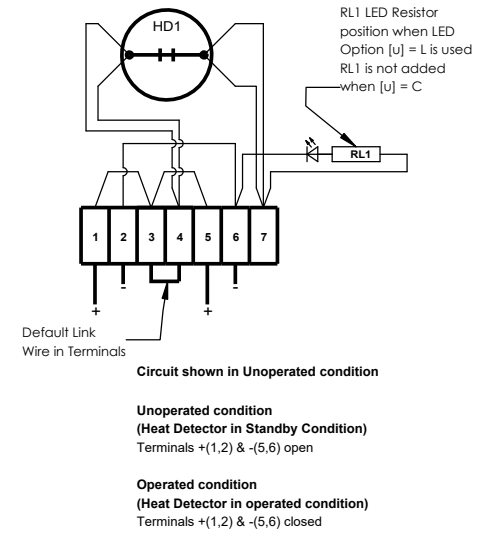 HD1
RL1 LED Resistor
position when LED
Option [u] = L is used
RL1 is not added
when [u] = C
RL1
1 2 3 4 5 6 7
+ - + -
Default Link
Wire in Terminals
Circuit shown in Unoperated condition
Unoperated condition
(Heat Detector in Standby Condition)
Terminals +(1,2) & -(5,6) open
Operated condition
(Heat Detector in operated condition)
Terminals +(1,2) & -(5,6) closed